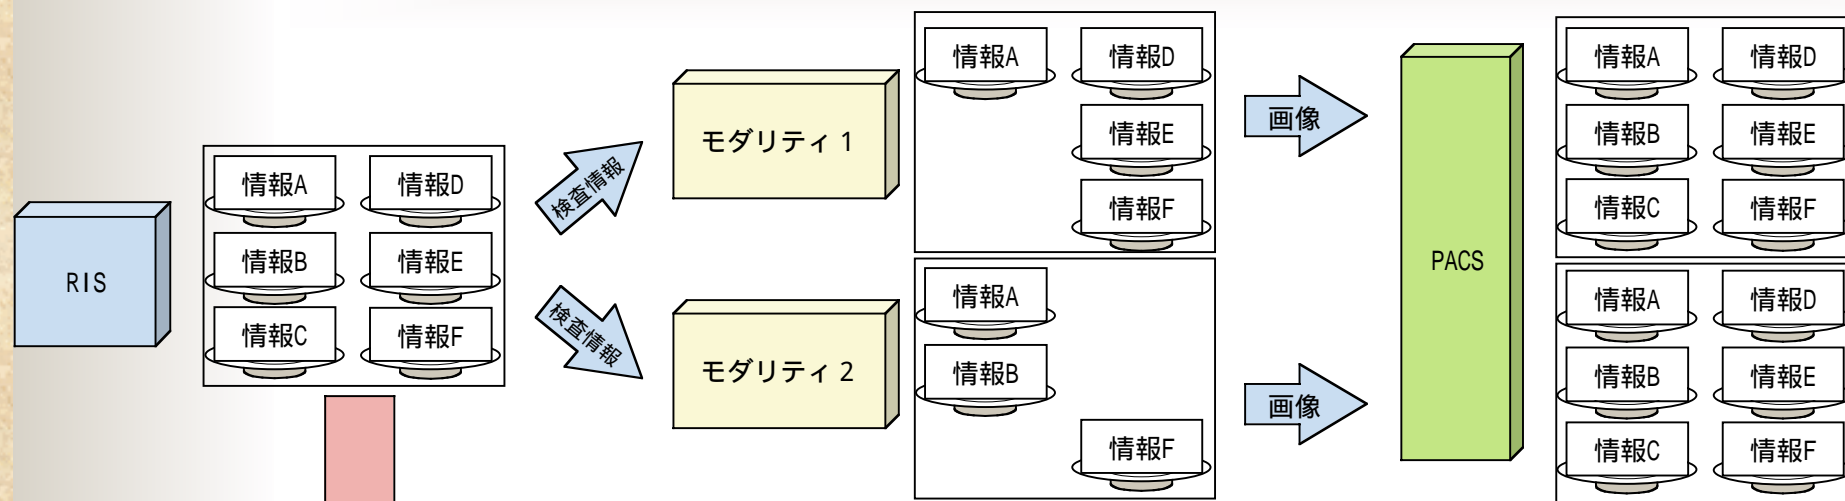 RIS
情報A
情報D
情報B
情報E
情報C
情報F
検査情報
検査情報
モダリティ 1
モダリティ 2
情報A
情報D
情報E
情報F
情報A
情報B
情報F
画像
画像
PACS
情報A
情報D
情報B
情報E
情報C
情報F
情報A
情報D
情報B
情報E
情報C
情報F